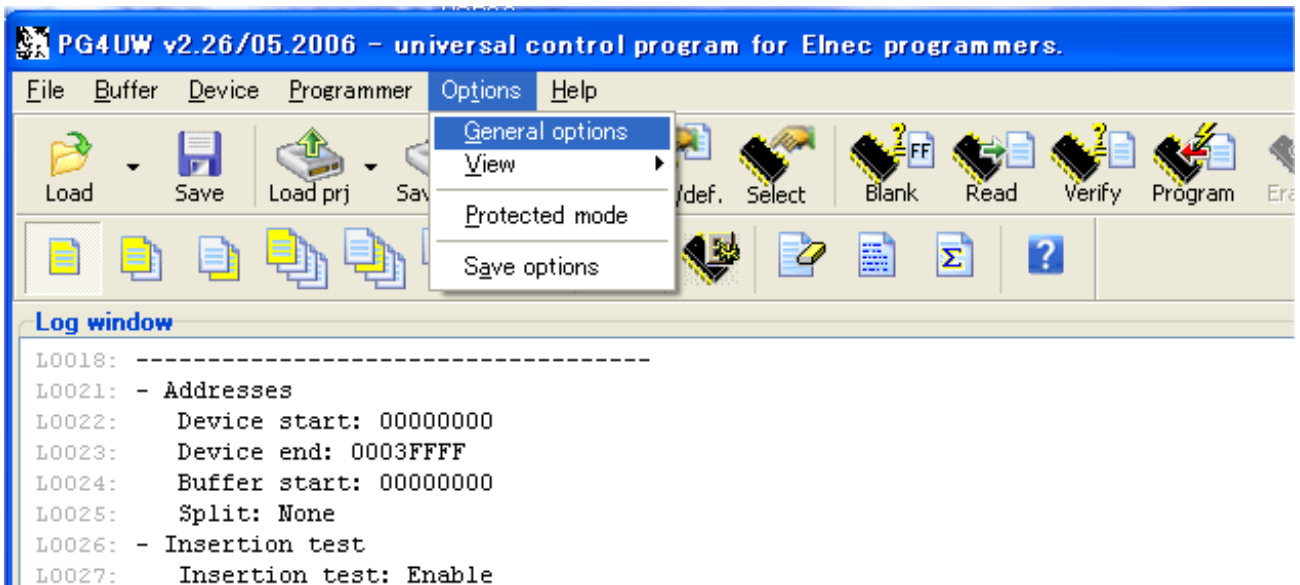 PG4UW v2.26/05.2006 - universal control program for Elnec programmers.
File Buffer Device Programmer Options Help
General options
View
Protected mode
Save options
Load Save Load prj /def. Select Blank Read Verify Program
FF
Log window
L0018: ------------------------------------
L0021: - Addresses
L0022: Device start: 00000000
L0023: Device end: 0003FFFF
L0024: Buffer start: 00000000
L0025: Split: None
L0026: - Insertion test
L0027: Insertion test: Enable